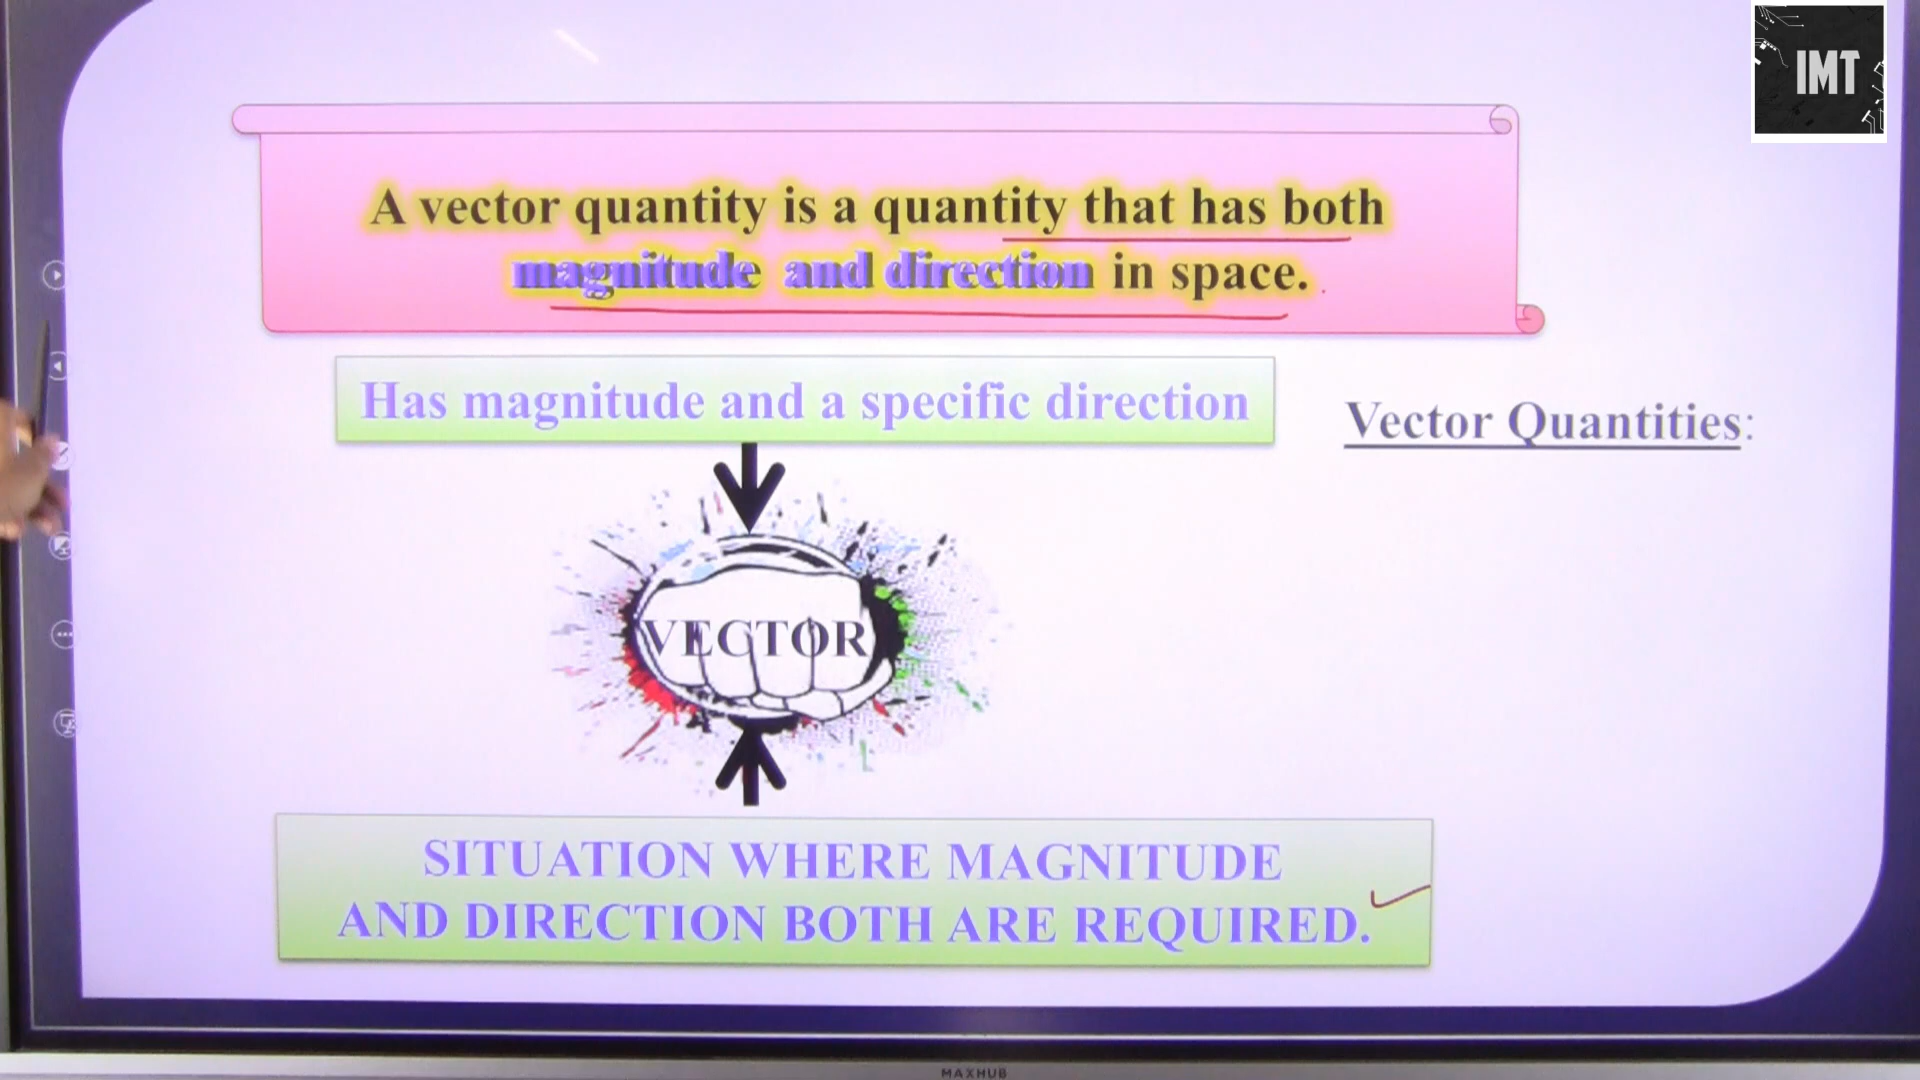 IMT
A vector quantity is a quantity that has both
magnitude and direction in space.
Has magnitude and a specific direction
Vector Quantities:
VECTOR
SITUATION WHERE MAGNITUDE
AND DIRECTION BOTH ARE REQUIRED.
MAXHUB